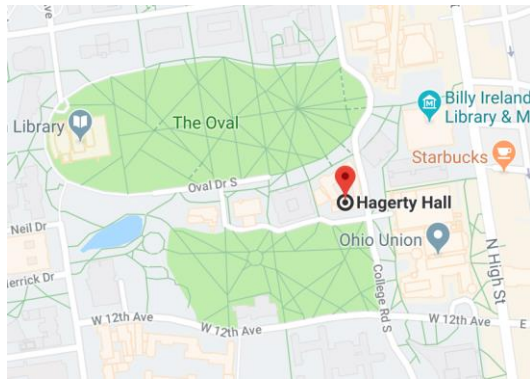 Billy Ireland
Library & M
Library
The Oval
Starbucks
Oval Dr S
Hagerty Hall
Neil Dr
Ohio Union
N High St
errick Dr
College Rd S
W 12th Ave
W 12th Ave
W 12th Ave
E